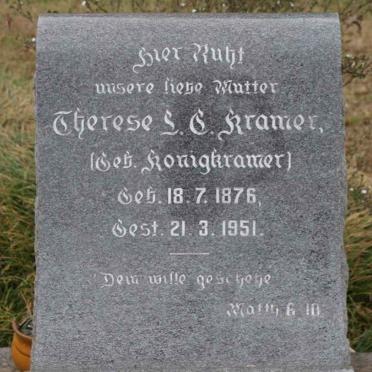 Hier Ruht
unsere liebe Mutter
Therese L. C. Kramer,
(Geb. Konigkramer)
Geb. 18. 7. 1876,
Gest. 21. 3. 1951.
Dein wille geschehe
Matth 6 10